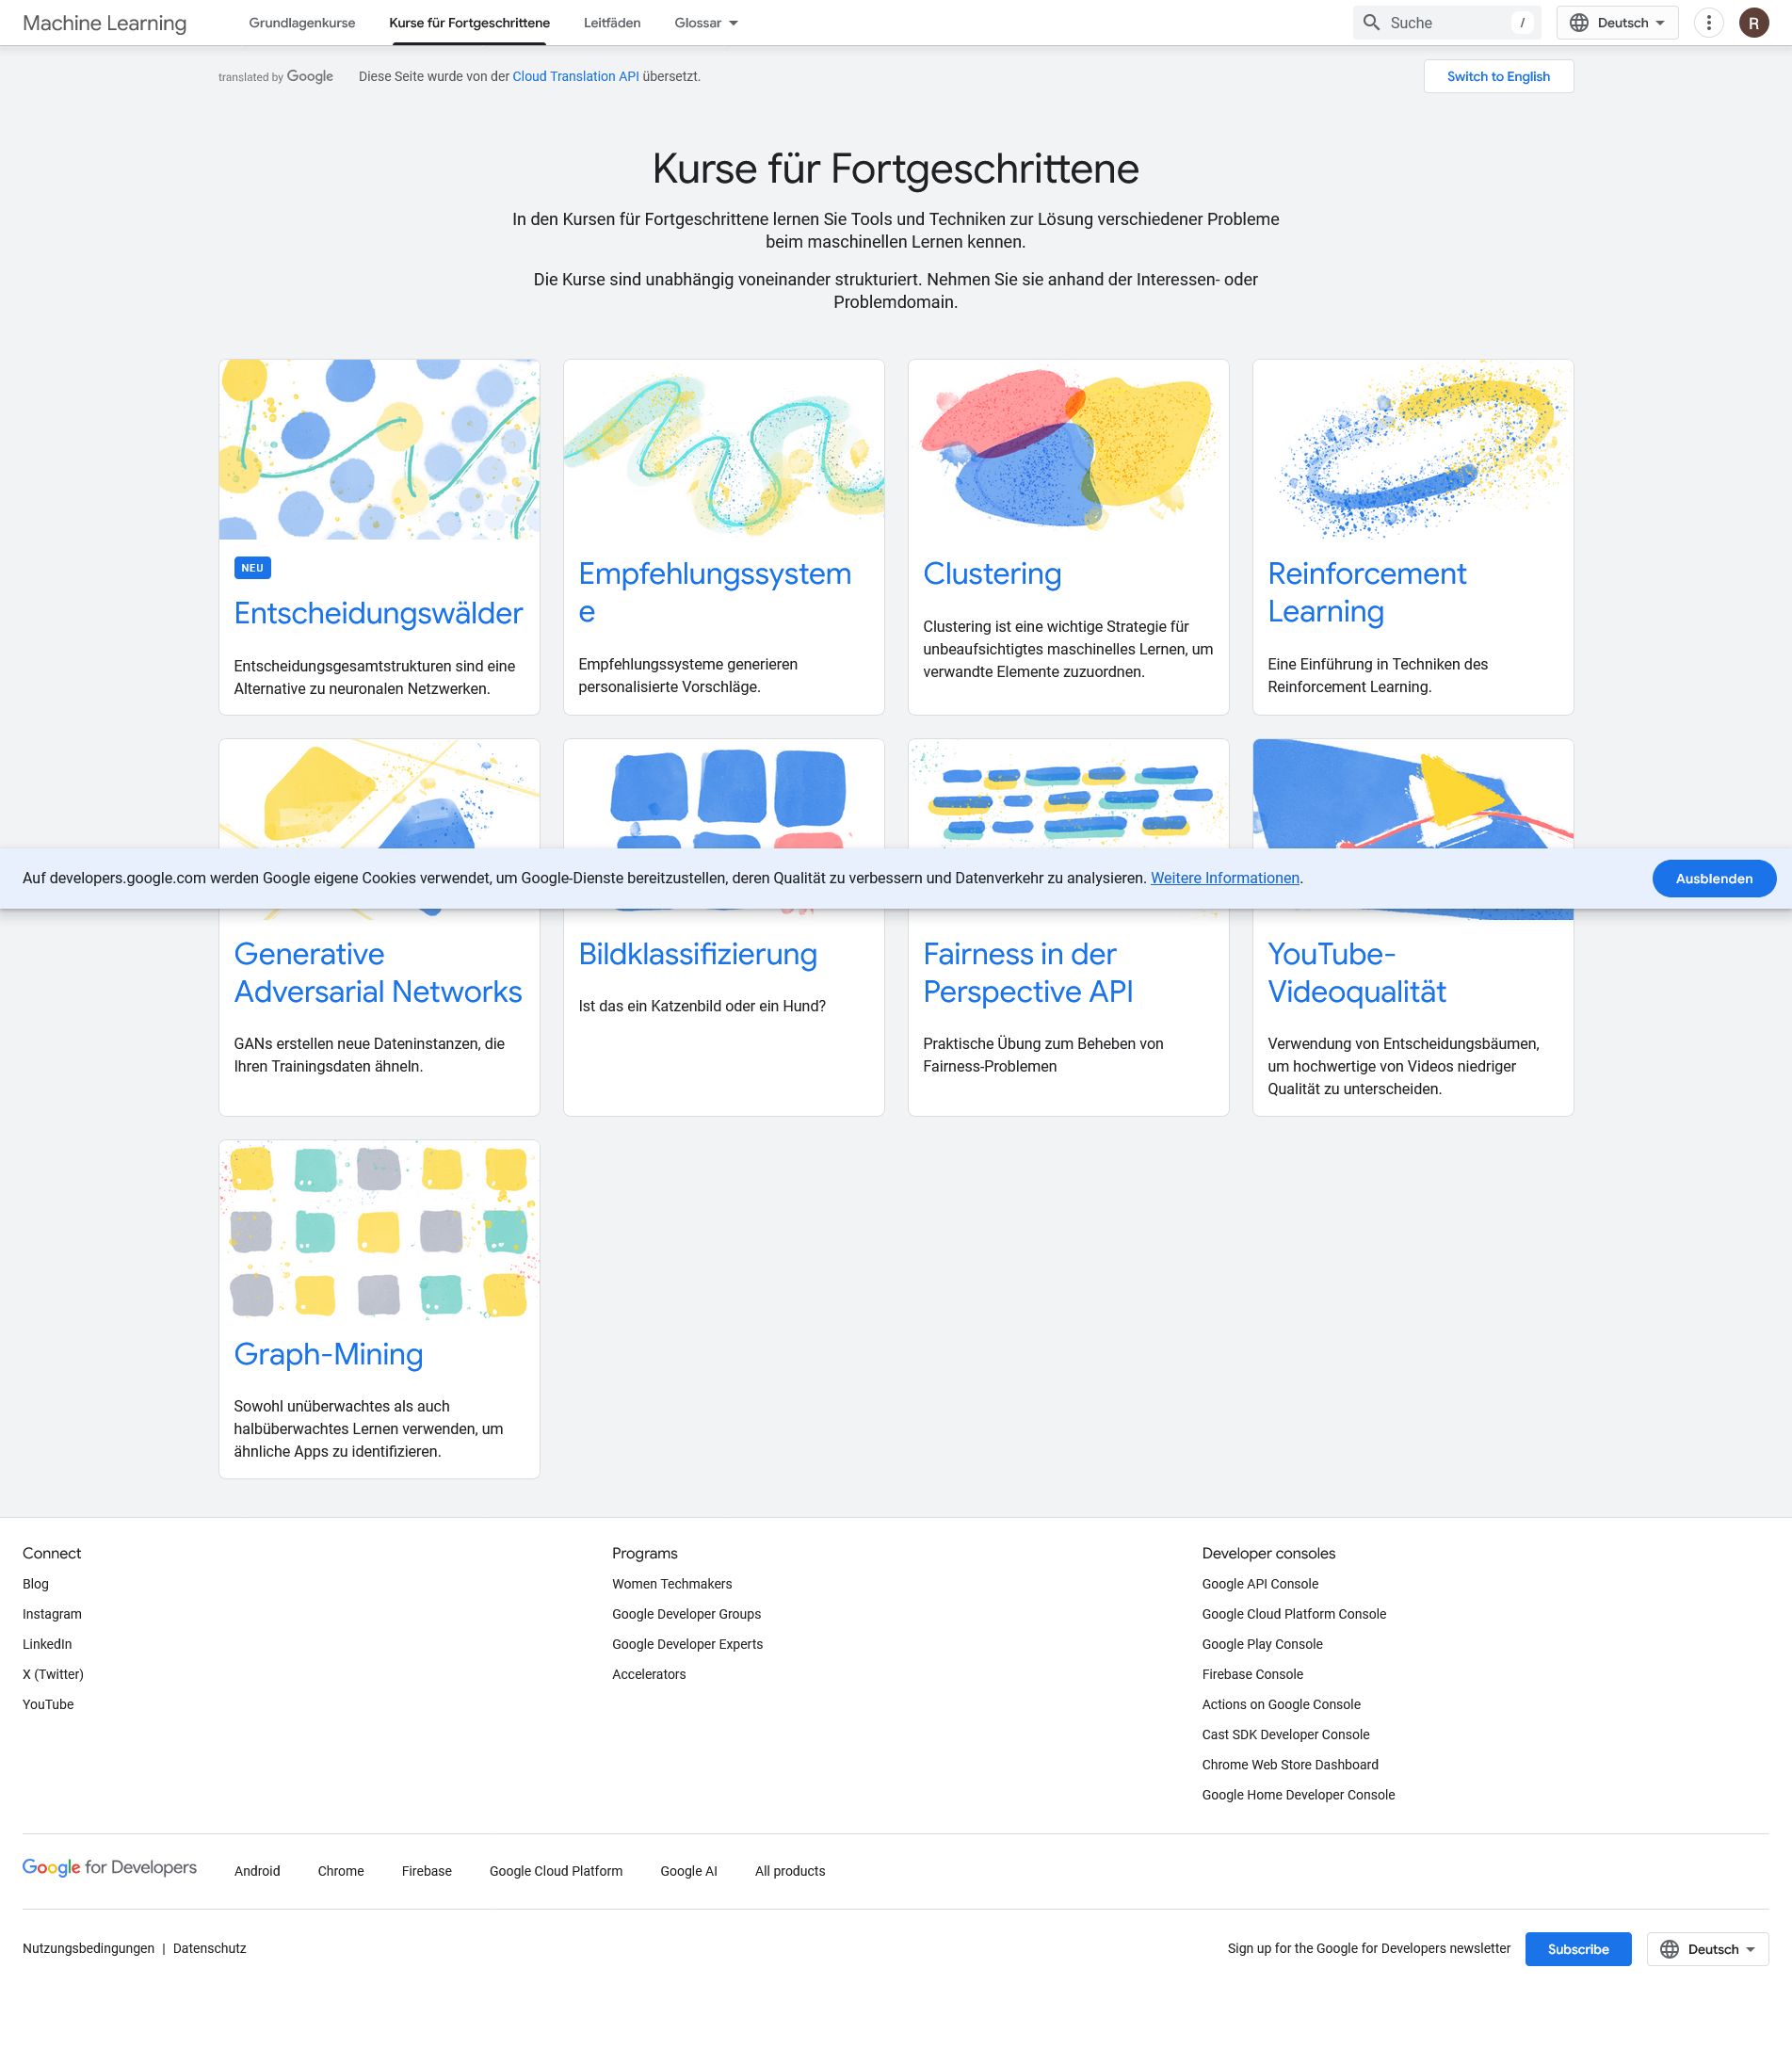 Machine Learning
Grundlagenkurse
Kurse für Fortgeschrittene
Leitfäden
Glossar
Suche
/
Deutsch
R
translated by Google
Diese Seite wurde von der Cloud Translation API übersetzt.
Switch to English
Kurse für Fortgeschrittene
In den Kursen für Fortgeschrittene lernen Sie Tools und Techniken zur Lösung verschiedener Probleme
beim maschinellen Lernen kennen.
Die Kurse sind unabhängig voneinander strukturiert. Nehmen Sie sie anhand der Interessen- oder
Problemdomain.
NEU
Entscheidungswälder
Entscheidungsgesamtstrukturen sind eine
Alternative zu neuronalen Netzwerken.
Empfehlungssystem
e
Empfehlungssysteme generieren
personalisierte Vorschläge.
Clustering
Clustering ist eine wichtige Strategie für
unbeaufsichtigtes maschinelles Lernen, um
verwandte Elemente zuzuordnen.
Reinforcement
Learning
Eine Einführung in Techniken des
Reinforcement Learning.
Auf developers.google.com werden Google eigene Cookies verwendet, um Google-Dienste bereitzustellen, deren Qualität zu verbessern und Datenverkehr zu analysieren. Weitere Informationen.
Ausblenden
Generative
Adversarial Networks
GANs erstellen neue Dateninstanzen, die
Ihren Trainingsdaten ähneln.
Bildklassifizierung
Ist das ein Katzenbild oder ein Hund?
Fairness in der
Perspective API
Praktische Übung zum Beheben von
Fairness-Problemen
YouTube-
Videoqualität
Verwendung von Entscheidungsbäumen,
um hochwertige von Videos niedriger
Qualität zu unterscheiden.
Graph-Mining
Sowohl unüberwachtes als auch
halbüberwachtes Lernen verwenden, um
ähnliche Apps zu identifizieren.
Connect
Blog
Instagram
LinkedIn
X (Twitter)
YouTube
Programs
Women Techmakers
Google Developer Groups
Google Developer Experts
Accelerators
Developer consoles
Google API Console
Google Cloud Platform Console
Google Play Console
Firebase Console
Actions on Google Console
Cast SDK Developer Console
Chrome Web Store Dashboard
Google Home Developer Console
Google for Developers
Android
Chrome
Firebase
Google Cloud Platform
Google AI
All products
Nutzungsbedingungen | Datenschutz
Sign up for the Google for Developers newsletter
Subscribe
Deutsch